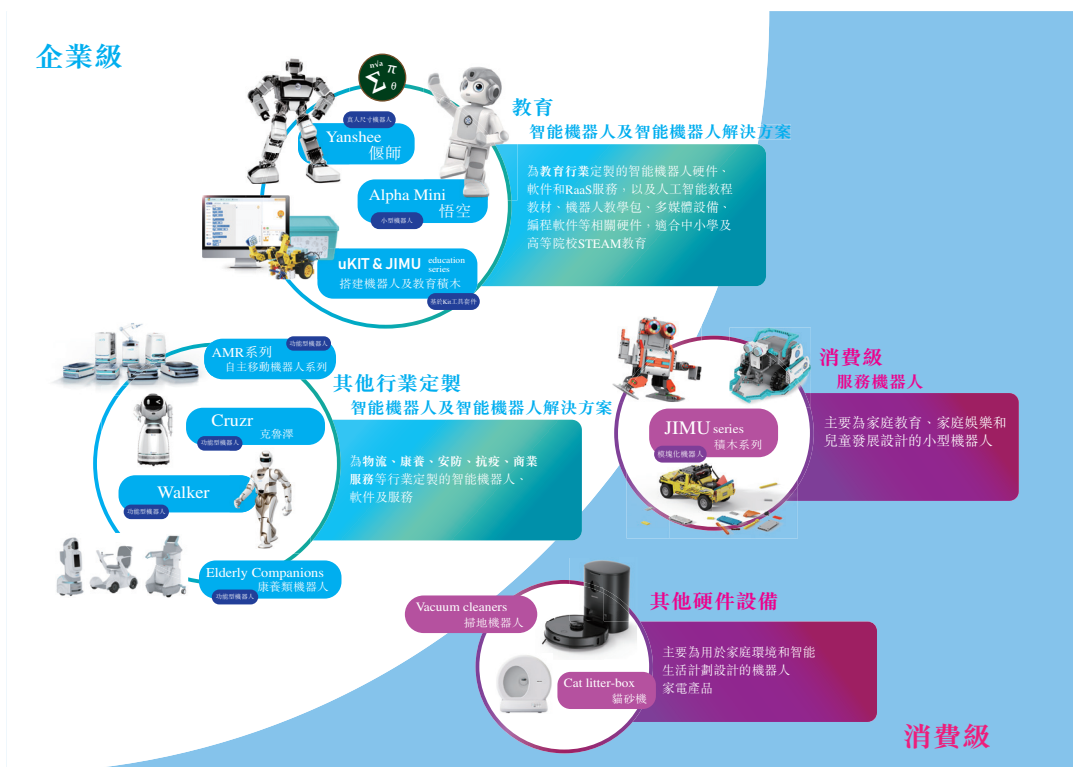 企業級
n√a π
Σ θ
教育
智能機器人及智能機器人解決方案
真人尺寸機器人
Yanshee
偃師
Alpha Mini
悟空
小型機器人
uKIT & JIMU education series
搭建機器人及教育積木
基於Kit工具套件
為教育行業定製的智能機器人硬件、
軟件和RaaS服務，以及人工智能教程
教材、機器人教學包、多媒體設備、
編程軟件等相關硬件，適合中小學及
高等院校STEAM教育
功能型機器人
AMR系列
自主移動機器人系列
Cruzr
克魯澤
功能型機器人
Walker
功能型機器人
Elderly Companions
康養類機器人
功能型機器人
其他行業定製
智能機器人及智能機器人解決方案
為物流、康養、安防、抗疫、商業
服務等行業定製的智能機器人、
軟件及服務
消費級
服務機器人
JIMU series
積木系列
模塊化機器人
主要為家庭教育、家庭娛樂和
兒童發展設計的小型機器人
Vacuum cleaners
掃地機器人
Cat litter-box
貓砂機
其他硬件設備
主要為用於家庭環境和智能
生活計劃設計的機器人
家電產品
消費級